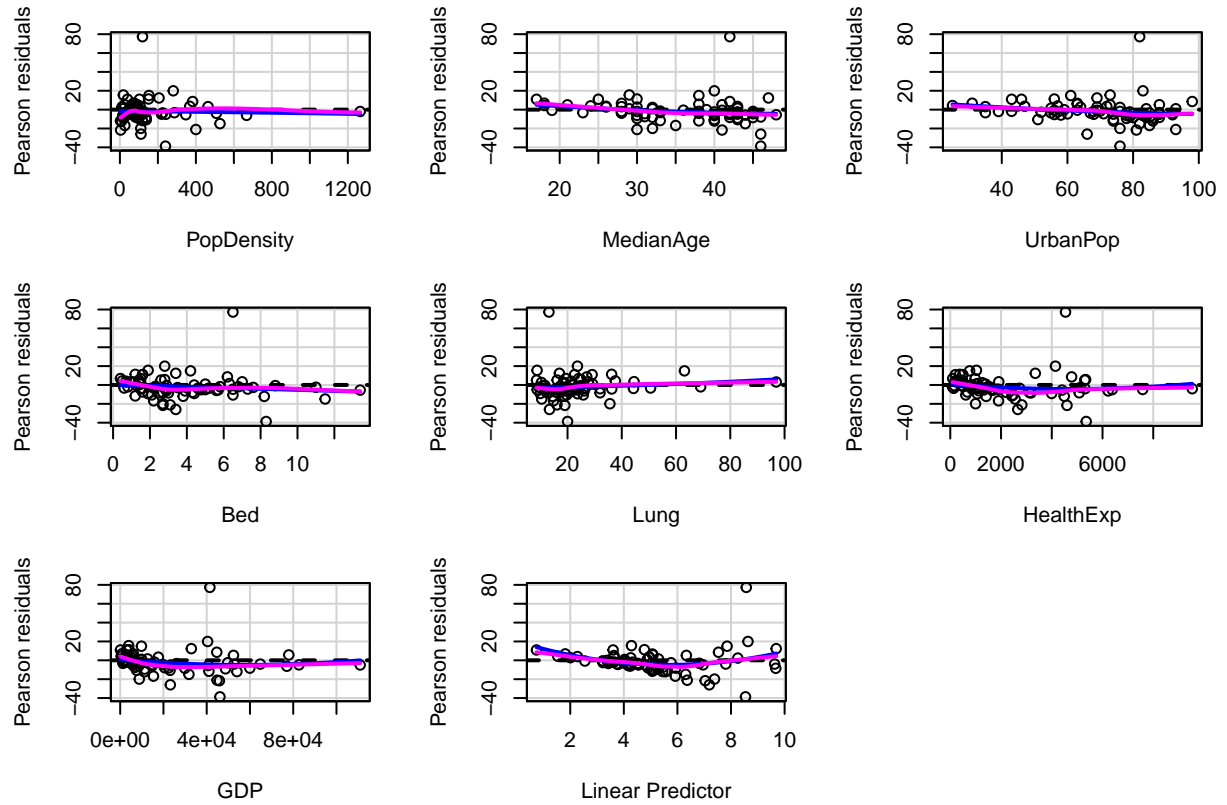 Pearson residuals
80
20
−40
0
400
800
1200
PopDensity
Pearson residuals
80
20
−40
20
30
40
MedianAge
Pearson residuals
80
20
−40
40
60
80
100
UrbanPop
Pearson residuals
80
20
−40
0
2
4
6
8
10
Bed
Pearson residuals
80
20
−40
20
40
60
80
100
Lung
Pearson residuals
80
20
−40
0
2000
6000
HealthExp
Pearson residuals
80
20
−40
0e+00
4e+04
8e+04
GDP
Pearson residuals
80
20
−40
2
4
6
8
10
Linear Predictor